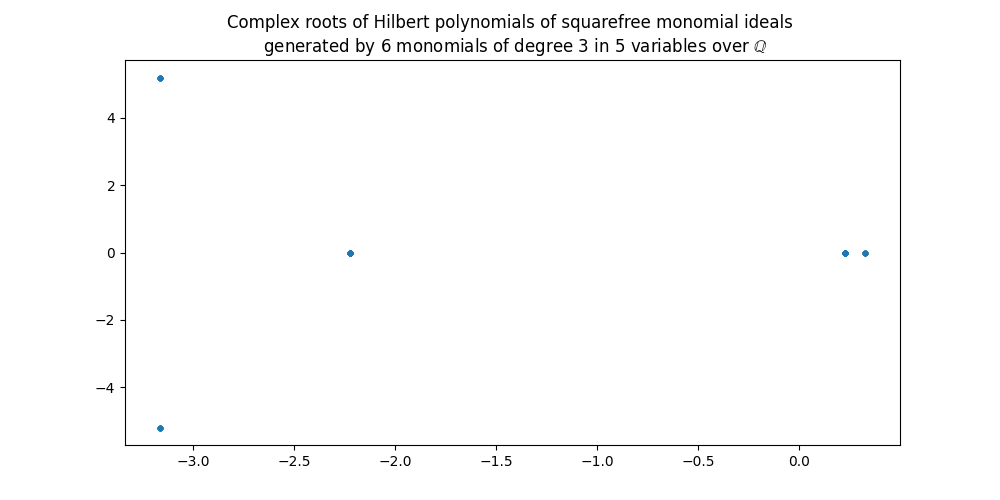 Complex roots of Hilbert polynomials of squarefree monomial ideals
generated by 6 monomials of degree 3 in 5 variables over ℚ
4
2
0
−2
−4
−3.0 −2.5 −2.0 −1.5 −1.0 −0.5 0.0